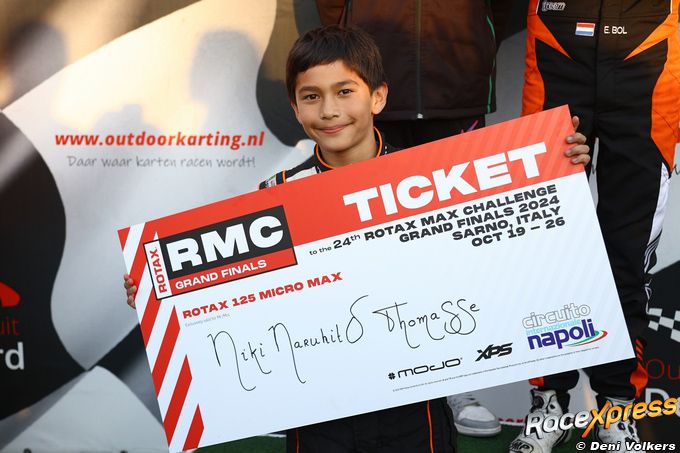 E. BOL
www.outdoorkarting.nl
Daar waar karten racen wordt!
TICKET
to the 24th ROTAX MAX CHALLENGE
GRAND FINALS 2024
SARNO, ITALY
OCT 19 – 26
ROTAX
RMC
GRAND FINALS
ROTAX 125 MICRO MAX
Niki Naruhito Thomasse
#MOJO
XPS
circuito
internazionale
napoli
RaceXpress
© Deni Volkers